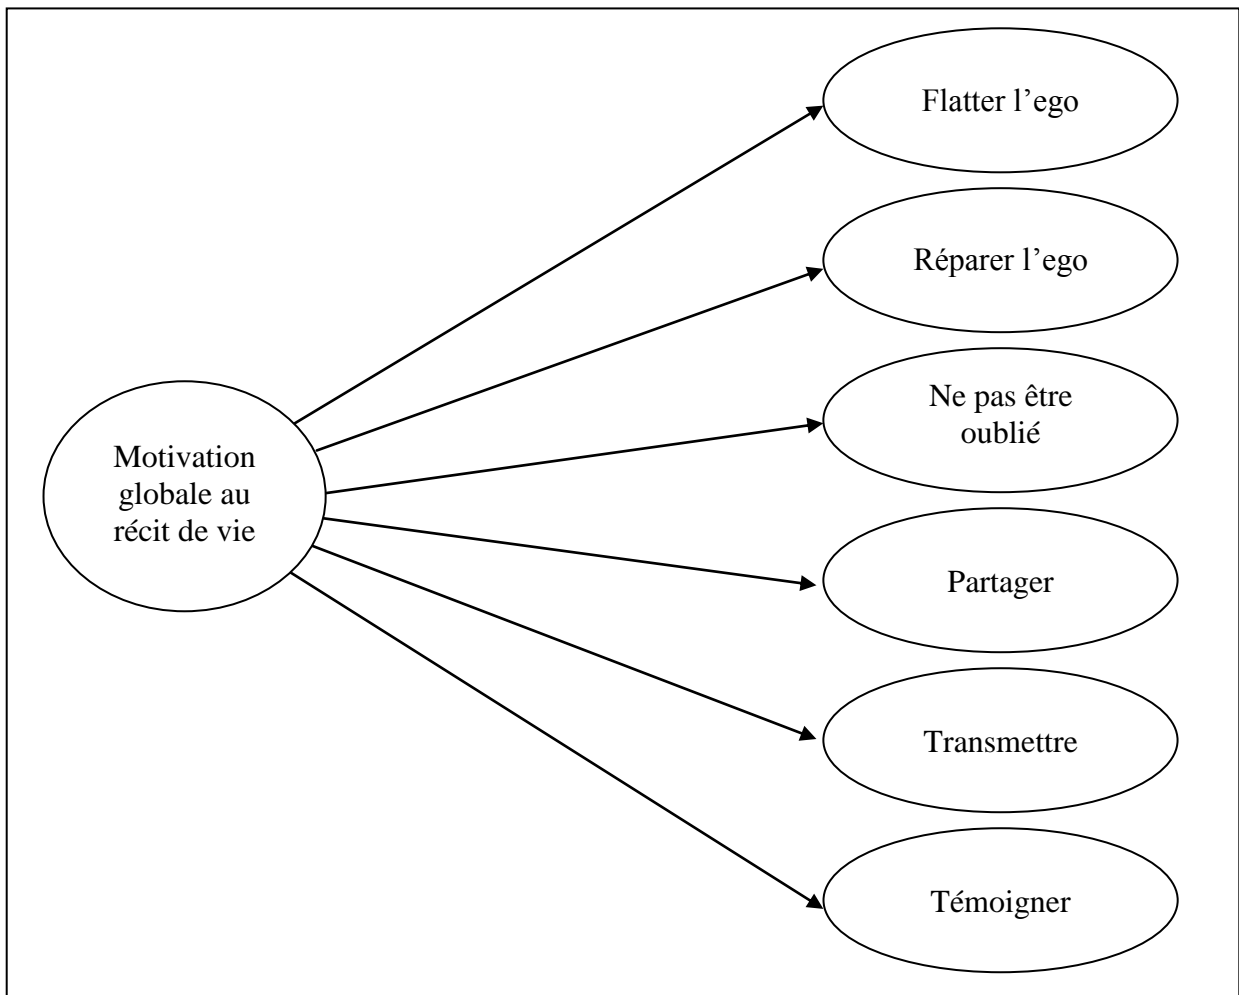 Flatter l’ego
Réparer l’ego
Ne pas être
oublié
Motivation
globale au
récit de vie
Partager
Transmettre
Témoigner